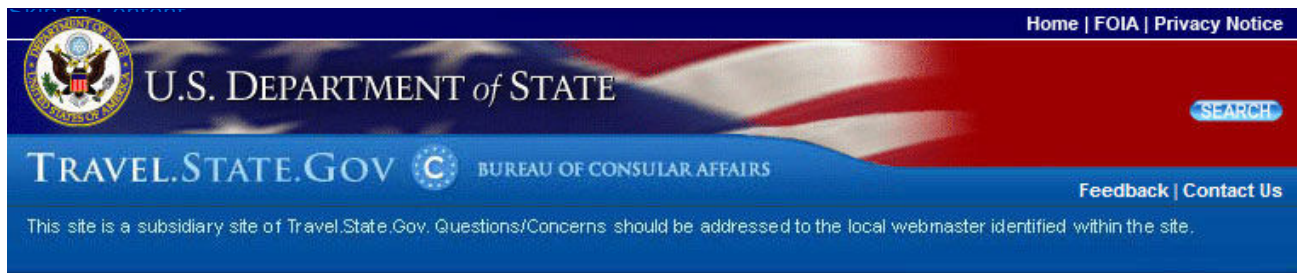 Home | FOIA | Privacy Notice
U.S. DEPARTMENT of STATE
SEARCH
TRAVEL.STATE.GOV C BUREAU OF CONSULAR AFFAIRS
Feedback | Contact Us
This site is a subsidiary site of Travel.State.Gov. Questions/Concerns should be addressed to the local webmaster identified within the site.